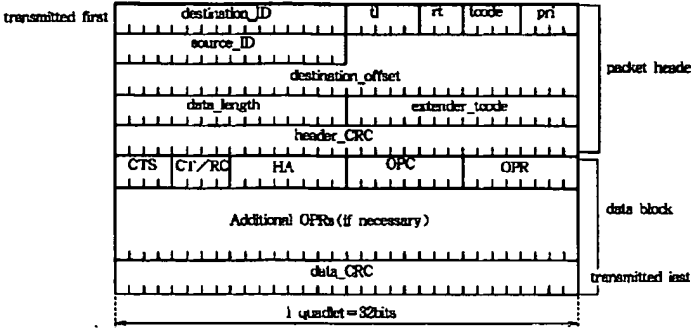 transmitted first
destination_ID
tl
rt
tcode
pri
source_ID
destination_offset
packet heade
data_length
extender_tcode
header_CRC
CTS
CT/RC
HA
OPC
OPR
Additional OPRs(if necessary)
data block
data_CRC
transmitted last
1 quadlet=32bits